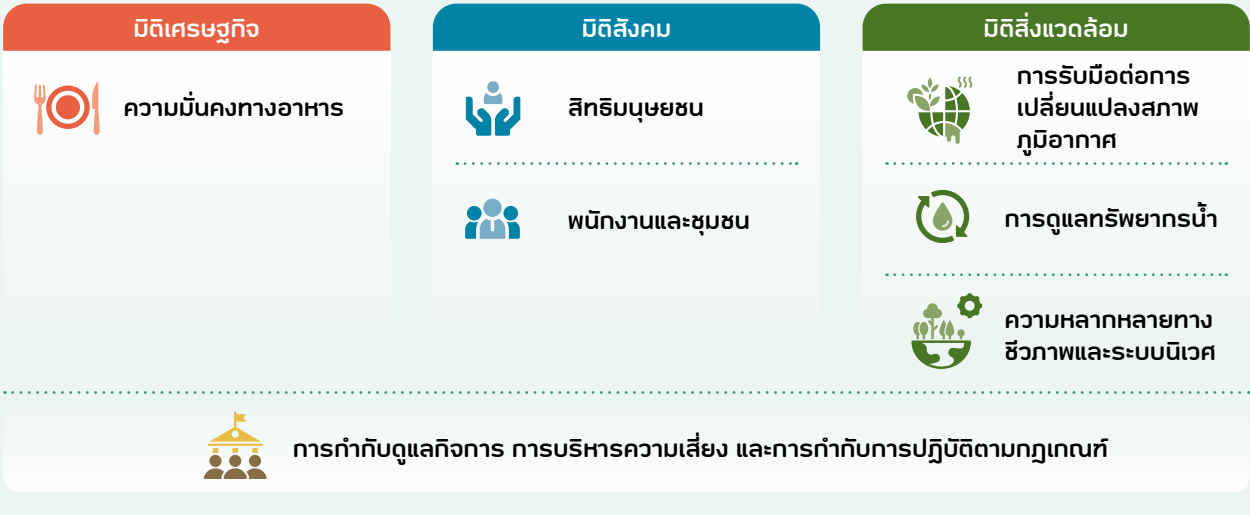 มิติเศรษฐกิจ
ความมั่นคงทางอาหาร
มิติสังคม
สิทธิมนุษยชน
พนักงานและชุมชน
มิติสิ่งแวดล้อม
การรับมือต่อการ
เปลี่ยนแปลงสภาพ
ภูมิอากาศ
การดูแลทรัพยากรน้ำ
ความหลากหลายทาง
ชีวภาพและระบบนิเวศ
การกำกับดูแลกิจการ การบริหารความเสี่ยง และการกำกับการปฏิบัติตามกฎเกณฑ์